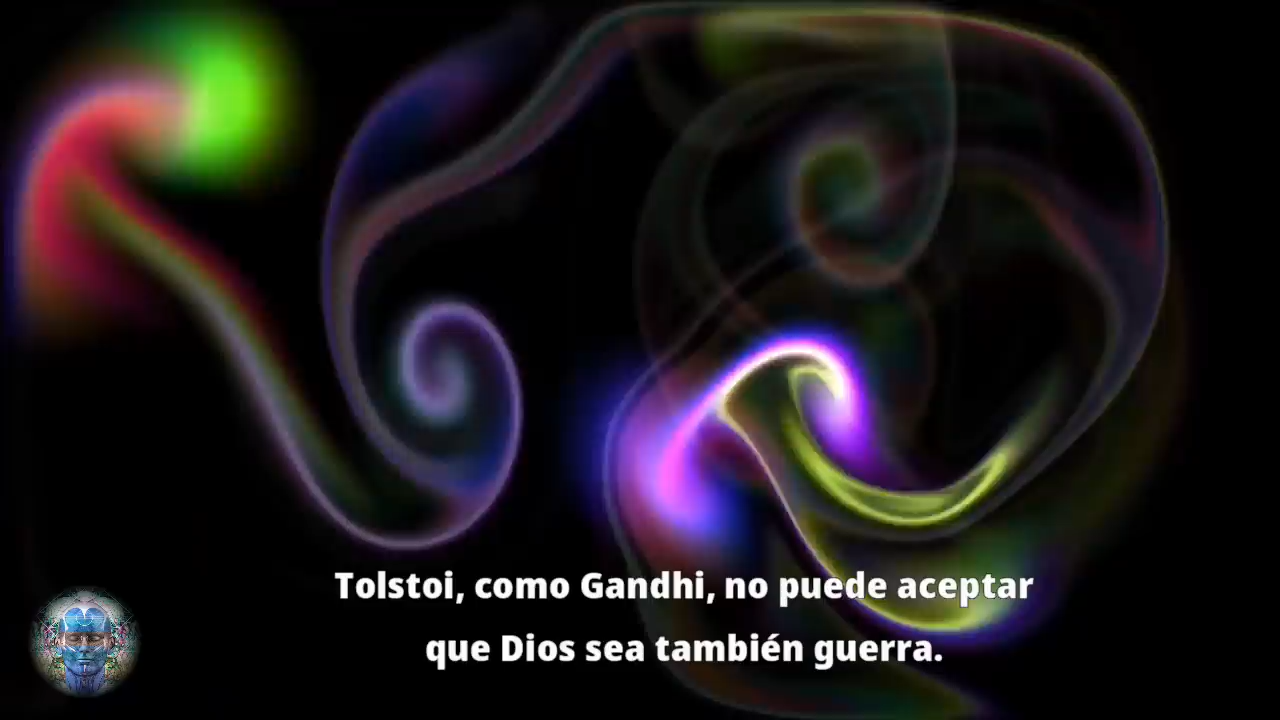 Tolstoi, como Gandhi, no puede aceptar
que Dios sea también guerra.